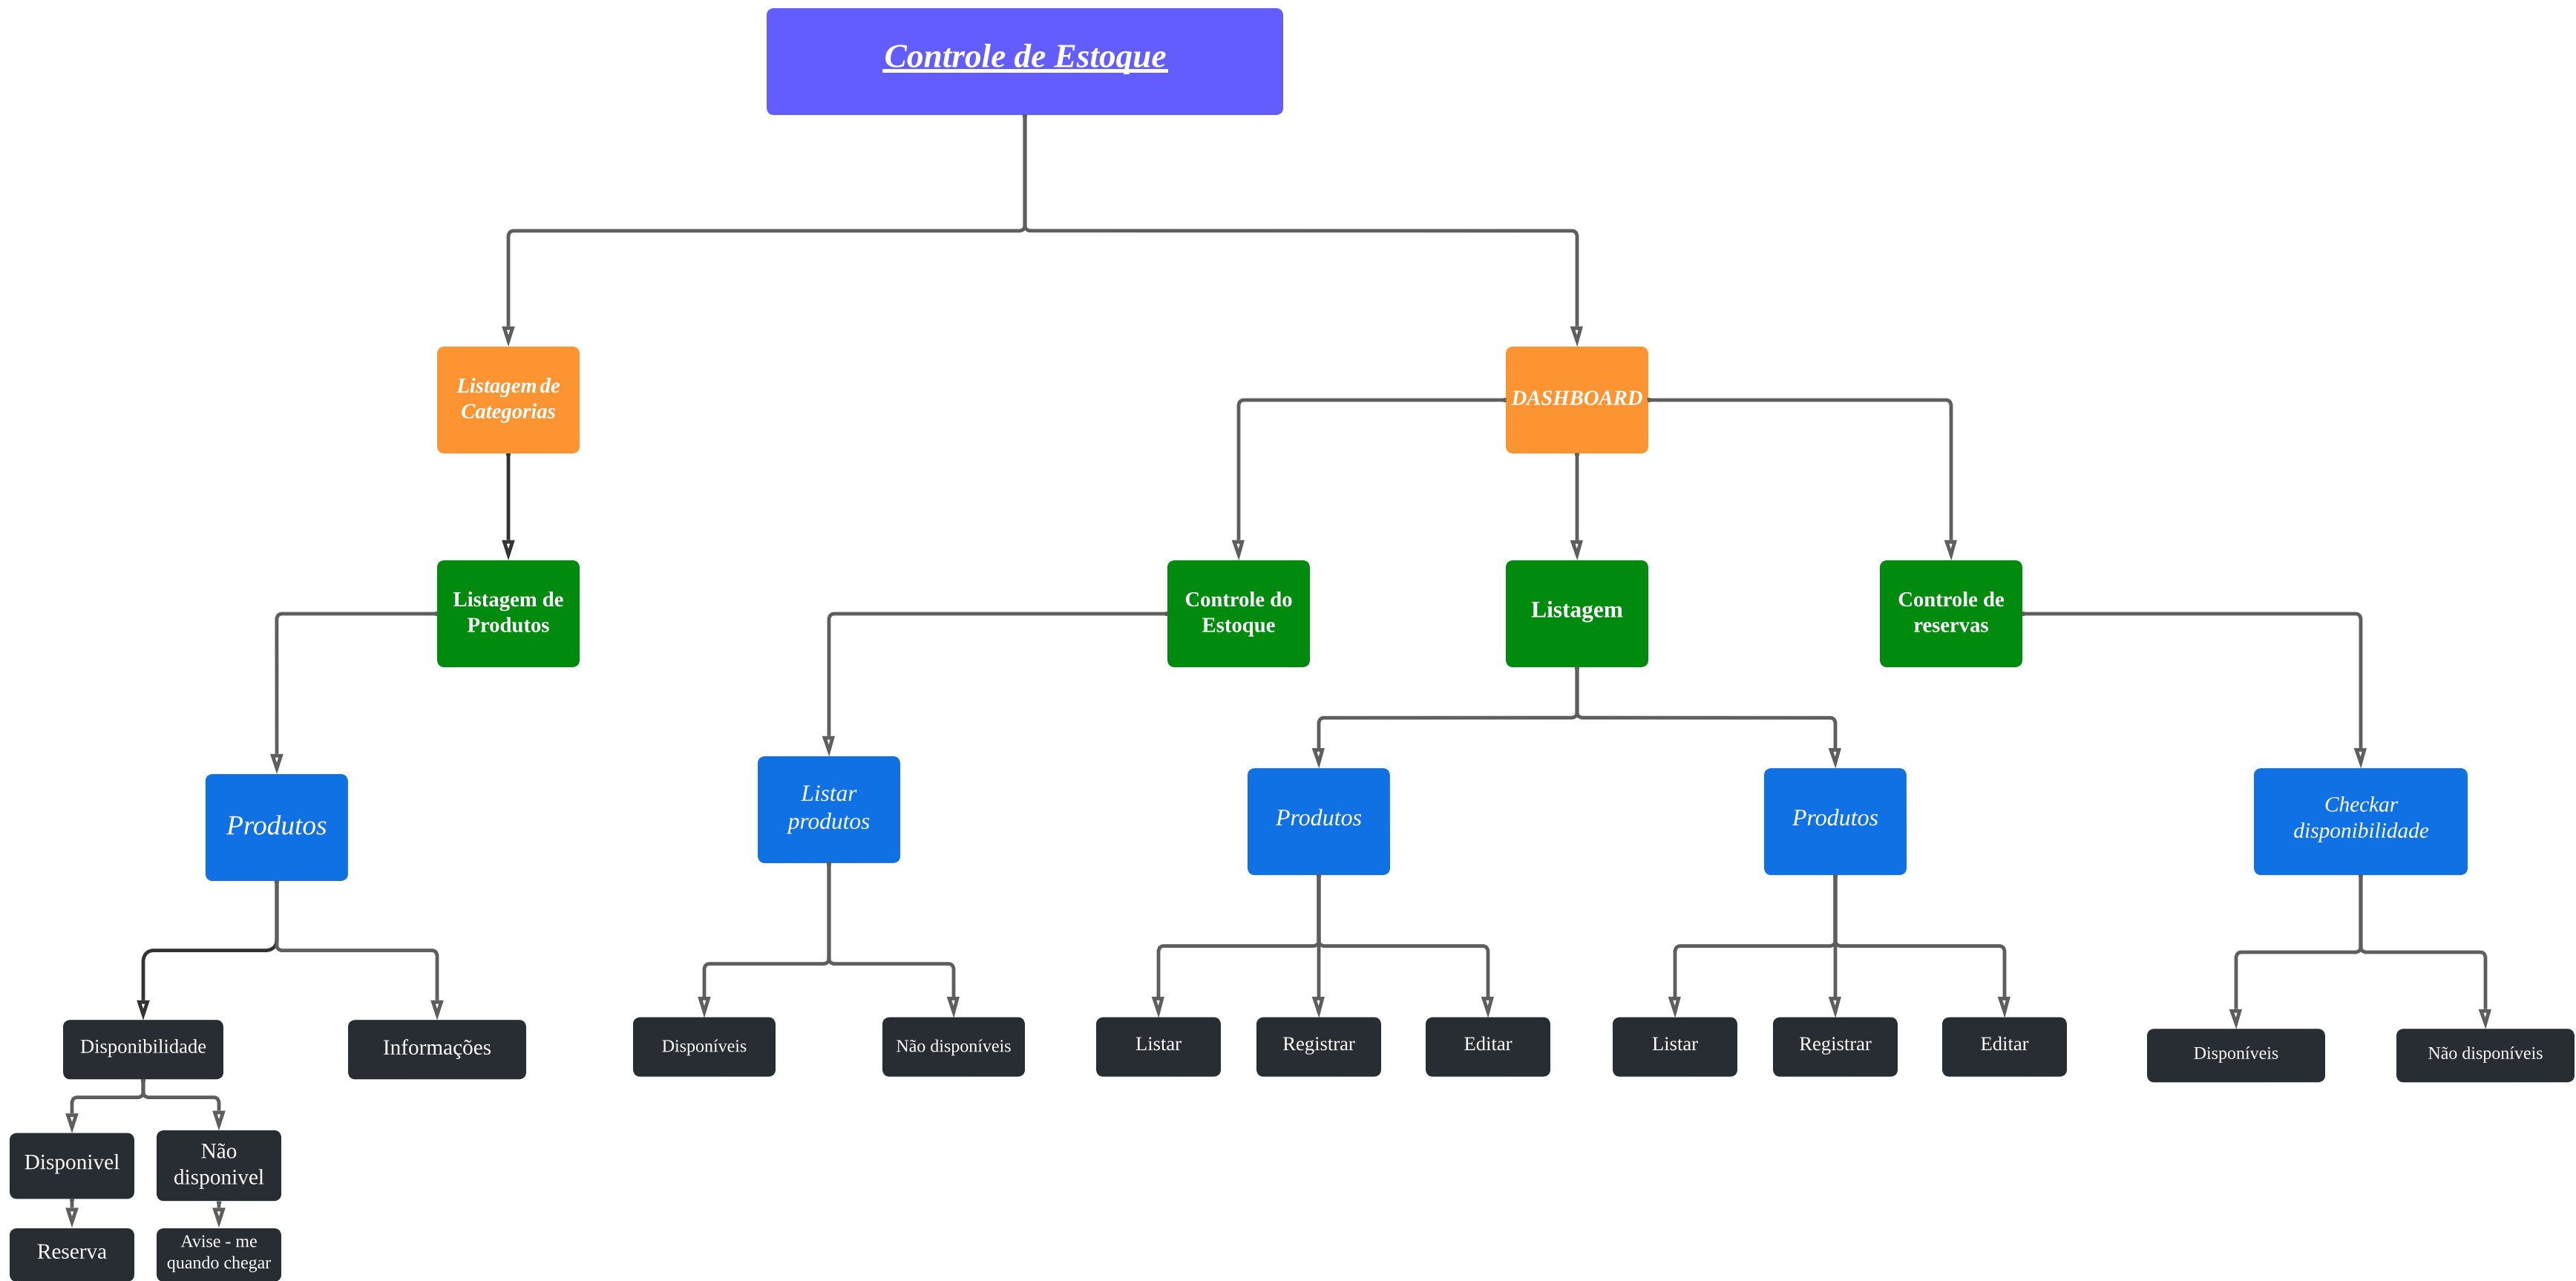 Controle de Estoque
Listagem de
Categorias
DASHBOARD
Listagem de
Produtos
Controle do
Estoque
Listagem
Controle de
reservas
Produtos
Listar
produtos
Produtos
Produtos
Checkar
disponibilidade
Disponibilidade
Informações
Disponíveis
Não disponíveis
Listar
Registrar
Editar
Listar
Registrar
Editar
Disponíveis
Não disponíveis
Disponivel
Não
disponivel
Reserva
Avise - me
quando chegar